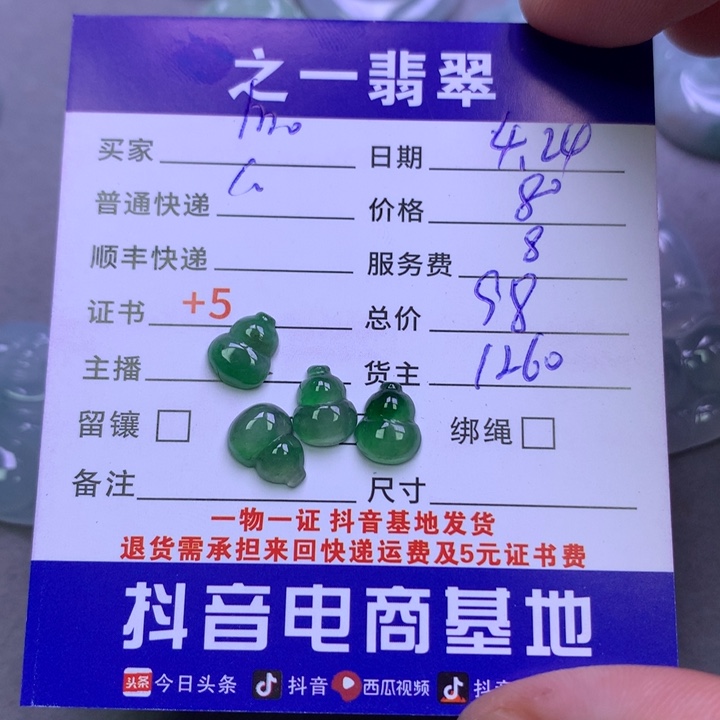 之一翡翠
买家 日期 4.24
普通快递 价格 80
顺丰快递 服务费 8
证书 +5 总价 98
主播 货主 1260
留镶 绑绳
备注 尺寸
一物一证 抖音基地发货
退货需承担来回快递运费及5元证书费
抖音电商基地
头条 今日头条 抖音 西瓜视频 抖音